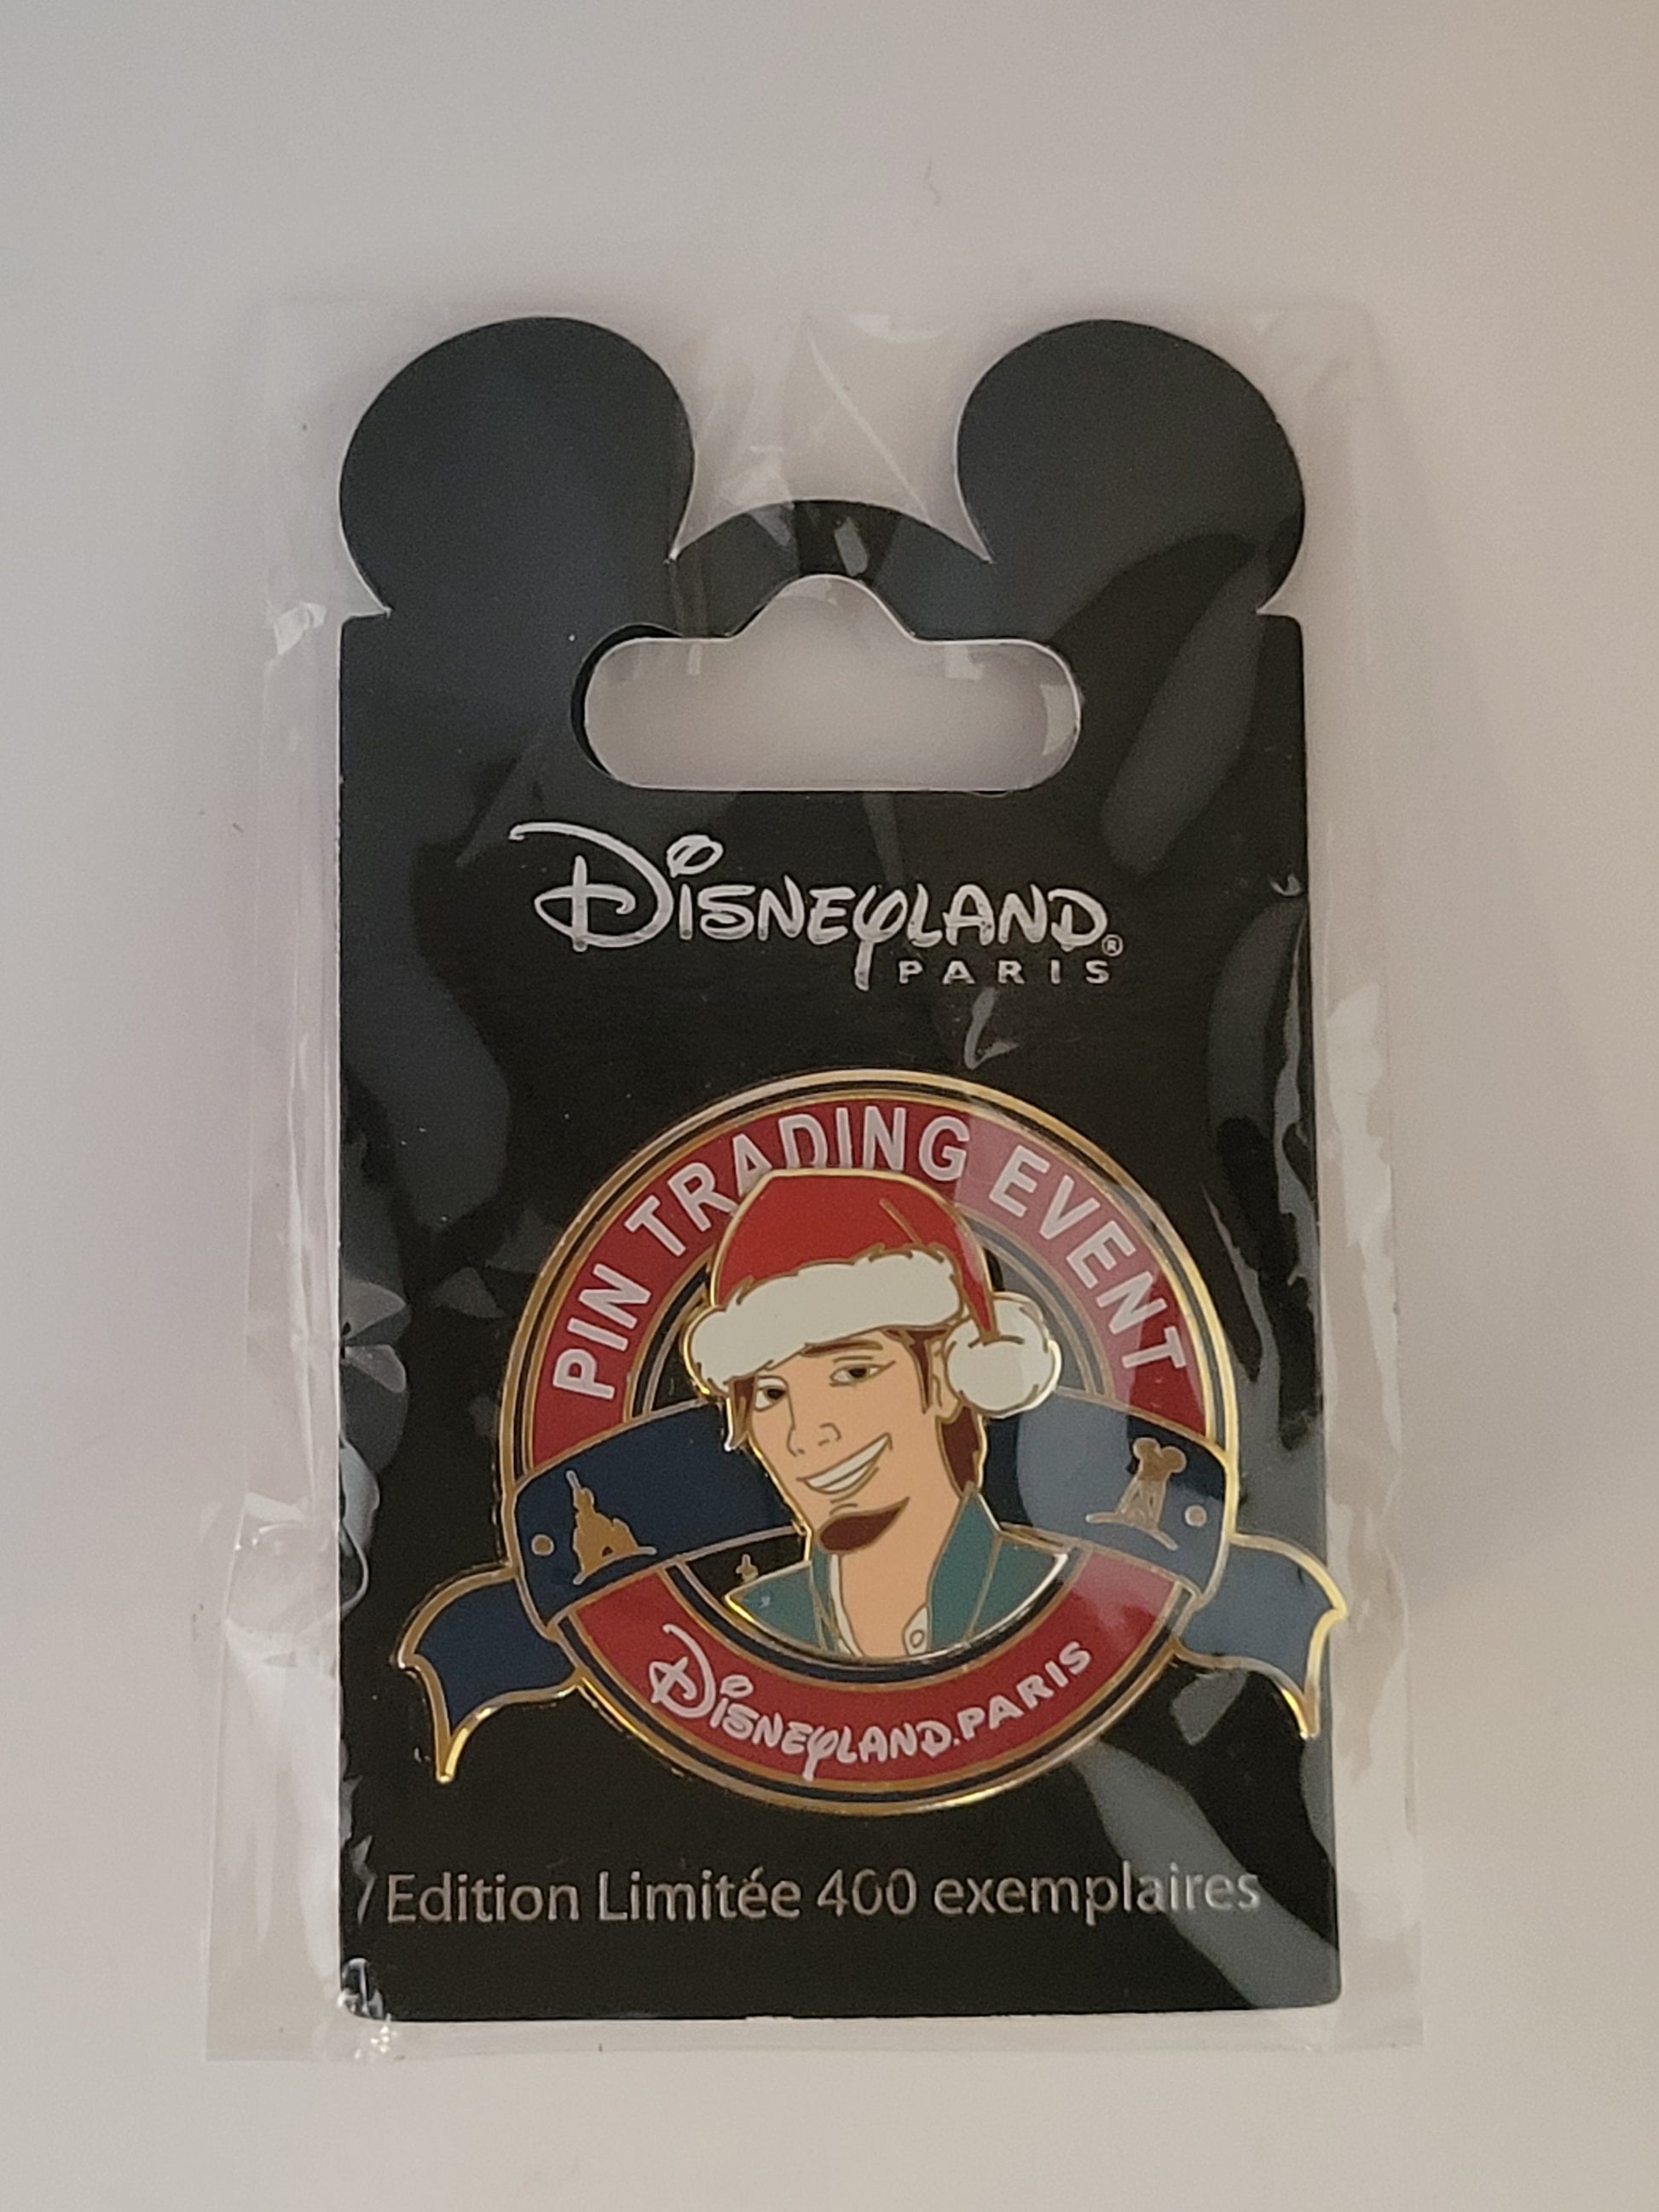 Disneyland®
PARIS
PIN TRADING EVENT
Disneyland. PARIS
Edition Limitée 400 exemplaires